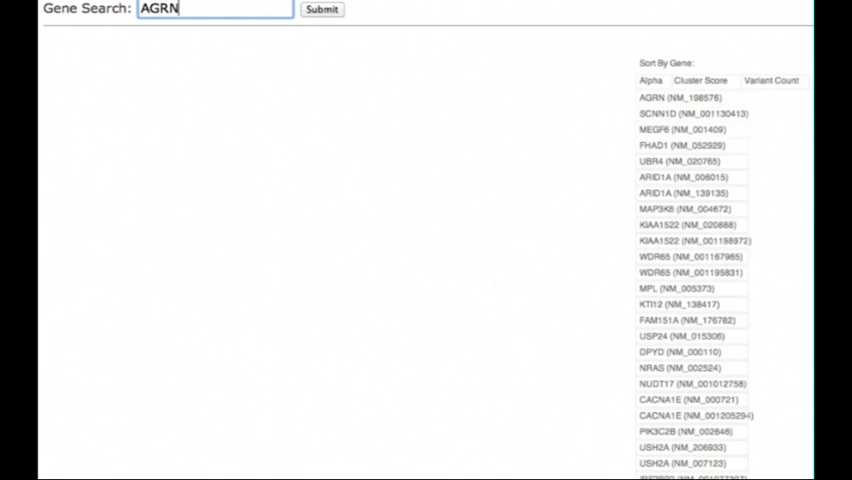 Gene Search: AGRN Submit
Sort By Gene:
Alpha Cluster Score Variant Count
AGRN (NM_198576)
SCNN1D (NM_001130413)
MEGF6 (NM_001409)
FHAD1 (NM_052929)
UBR4 (NM_020765)
ARID1A (NM_006015)
ARID1A (NM_139135)
MAP3K6 (NM_004672)
KIAA1522 (NM_020888)
KIAA1522 (NM_001198972)
WDR65 (NM_001167965)
WDR65 (NM_001195831)
MPL (NM_005373)
KTI12 (NM_138417)
FAM151A (NM_176782)
USP24 (NM_015306)
DPYD (NM_000110)
NRAS (NM_002524)
NUDT17 (NM_001012758)
CACNA1E (NM_000721)
CACNA1E (NM_001205294)
PIK3C2B (NM_002646)
USH2A (NM_206933)
USH2A (NM_007123)